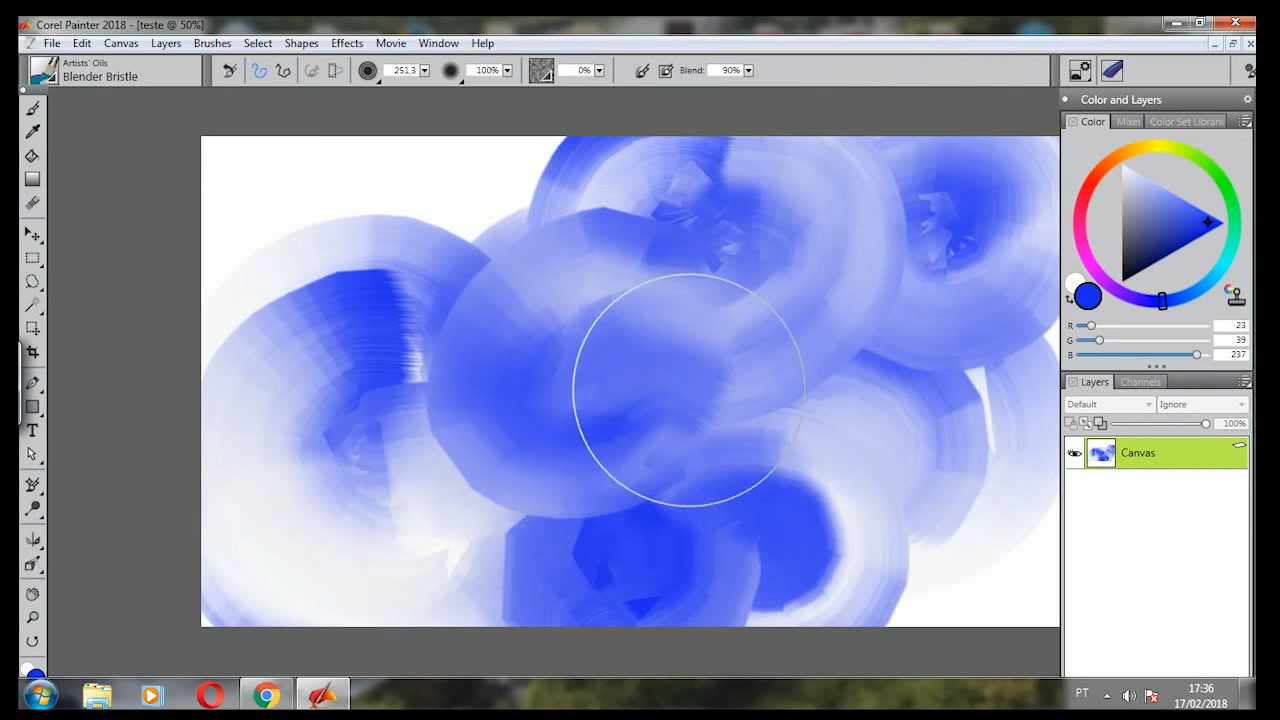 Corel Painter 2018 - [teste @ 50%]
File Edit Canvas Layers Brushes Select Shapes Effects Movie Window Help
Artists' Oils
Blender Bristle
251,3 100% 0% Blend: 90%
Color and Layers
Color Mixer Color Set Librari
R 23
G 39
B 237
Layers Channels
Default Ignore
100%
Canvas
T
PT
17:36
17/02/2018